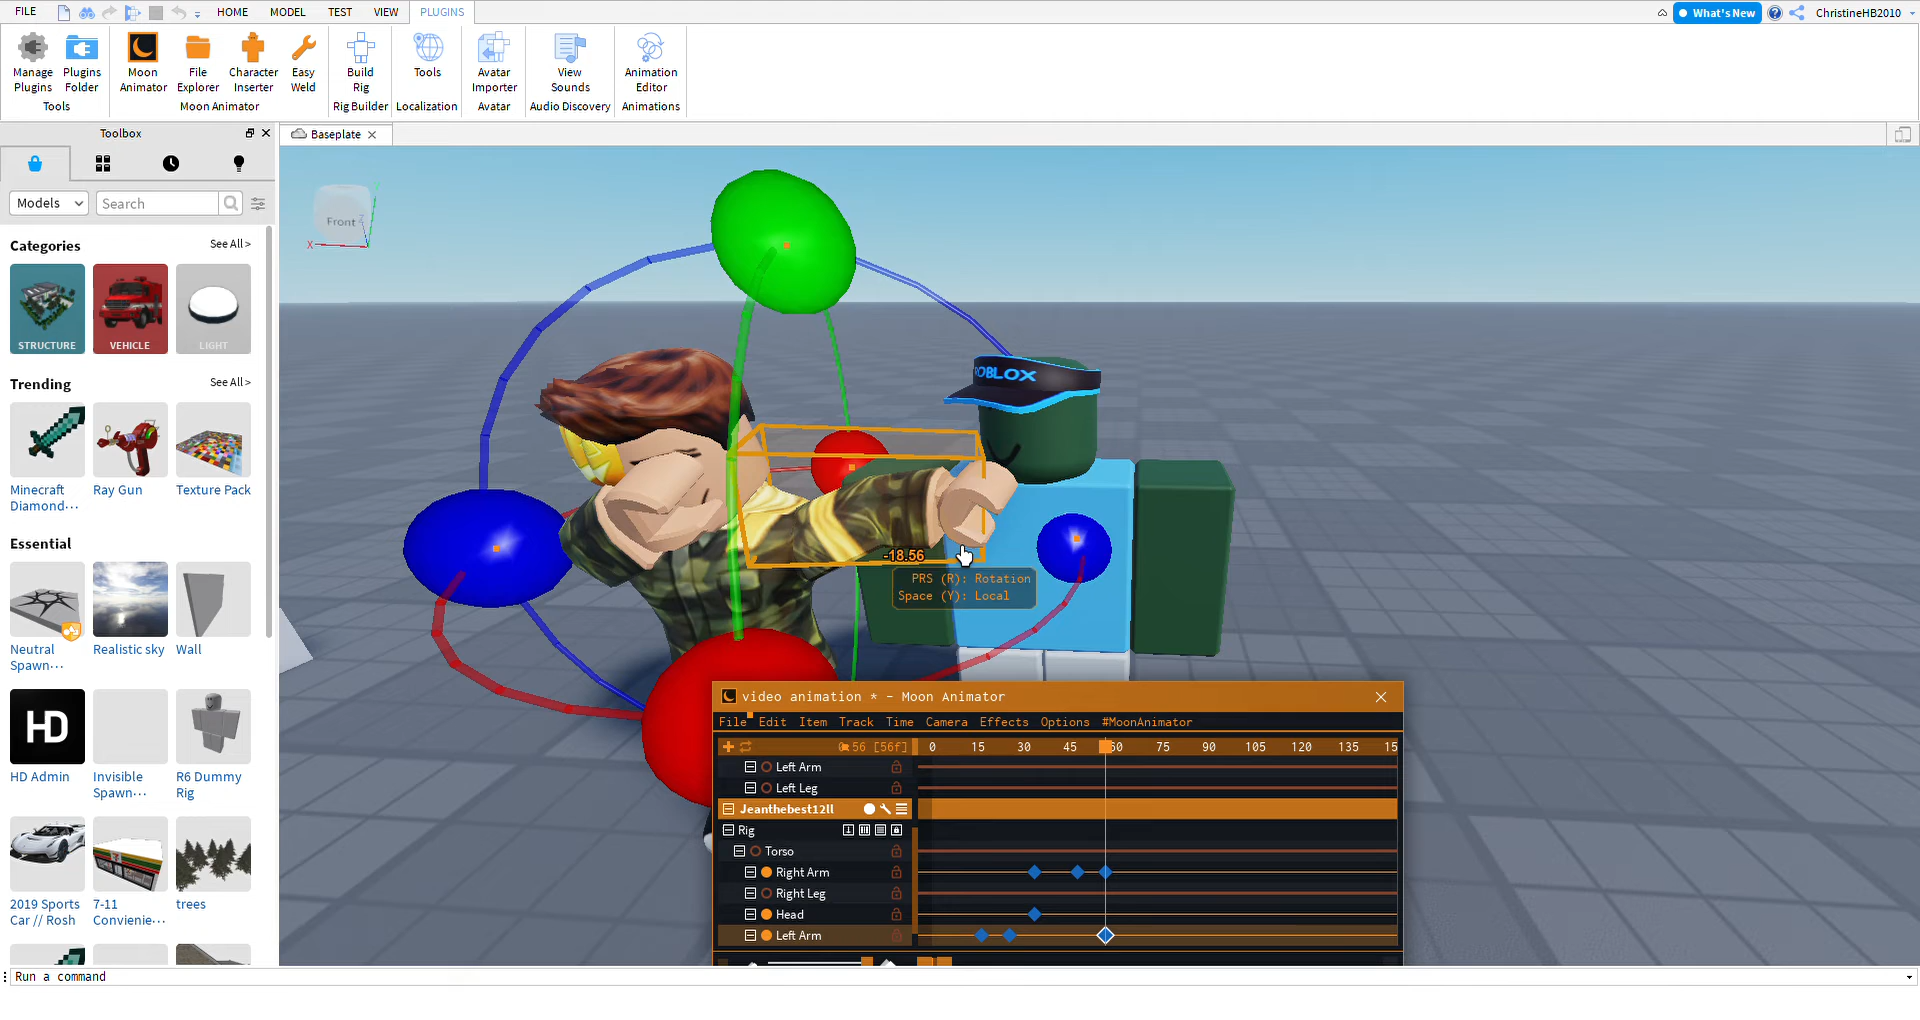 FILE HOME MODEL TEST VIEW PLUGINS What's New ChristineHB2010
Manage Plugins
Plugins Folder
Moon Animator
File Explorer
Character Inserter
Easy Weld
Build Rig
Tools
Avatar Importer
View Sounds
Animation Editor
Tools Moon Animator Rig Builder Localization Avatar Audio Discovery Animations
Toolbox
Baseplate
Models Search
Categories See All >
STRUCTURE VEHICLE LIGHT
Trending See All >
Minecraft Diamond...
Ray Gun
Texture Pack
Essential
Neutral Spawn...
Realistic sky
Wall
HD
HD Admin
Invisible Spawn...
R6 Dummy Rig
2019 Sports Car // Rosh
7-11 Convienie...
trees
Front
X
Z
OBLOX
-18.56
PRS (R): Rotation
Space (Y): Local
video animation * - Moon Animator
File Edit Item Track Time Camera Effects Options #MoonAnimator
56 [56f] 0 15 30 45 60 75 90 105 120 135 15
Left Arm
Left Leg
Jeanthebest12ll
Rig
Torso
Right Arm
Right Leg
Head
Left Arm
Run a command